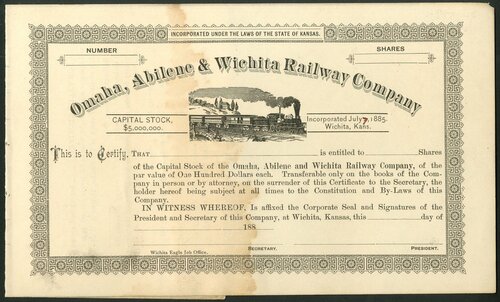 INCORPORATED UNDER THE LAWS OF THE STATE OF KANSAS.
NUMBER
SHARES
Omaha, Abilene & Wichita Railway Company
CAPITAL STOCK,
$5,000,000.
Incorporated July 7, 1885.
Wichita, Kans.
This is to Certify, THAT is entitled to Shares
of the Capital Stock of the Omaha, Abilene and Wichita Railway Company, of the
par value of One Hundred Dollars each. Transferable only on the books of the Com-
pany in person or by attorney, on the surrender of this Certificate to the Secretary, the
holder hereof being subject at all times to the Constitution and By-Laws of this
Company.
IN WITNESS WHEREOF, Is affixed the Corporate Seal and Signatures of the
President and Secretary of this Company, at Wichita, Kansas, this day of
188
SECRETARY. PRESIDENT.
Wichita Eagle Job Office.